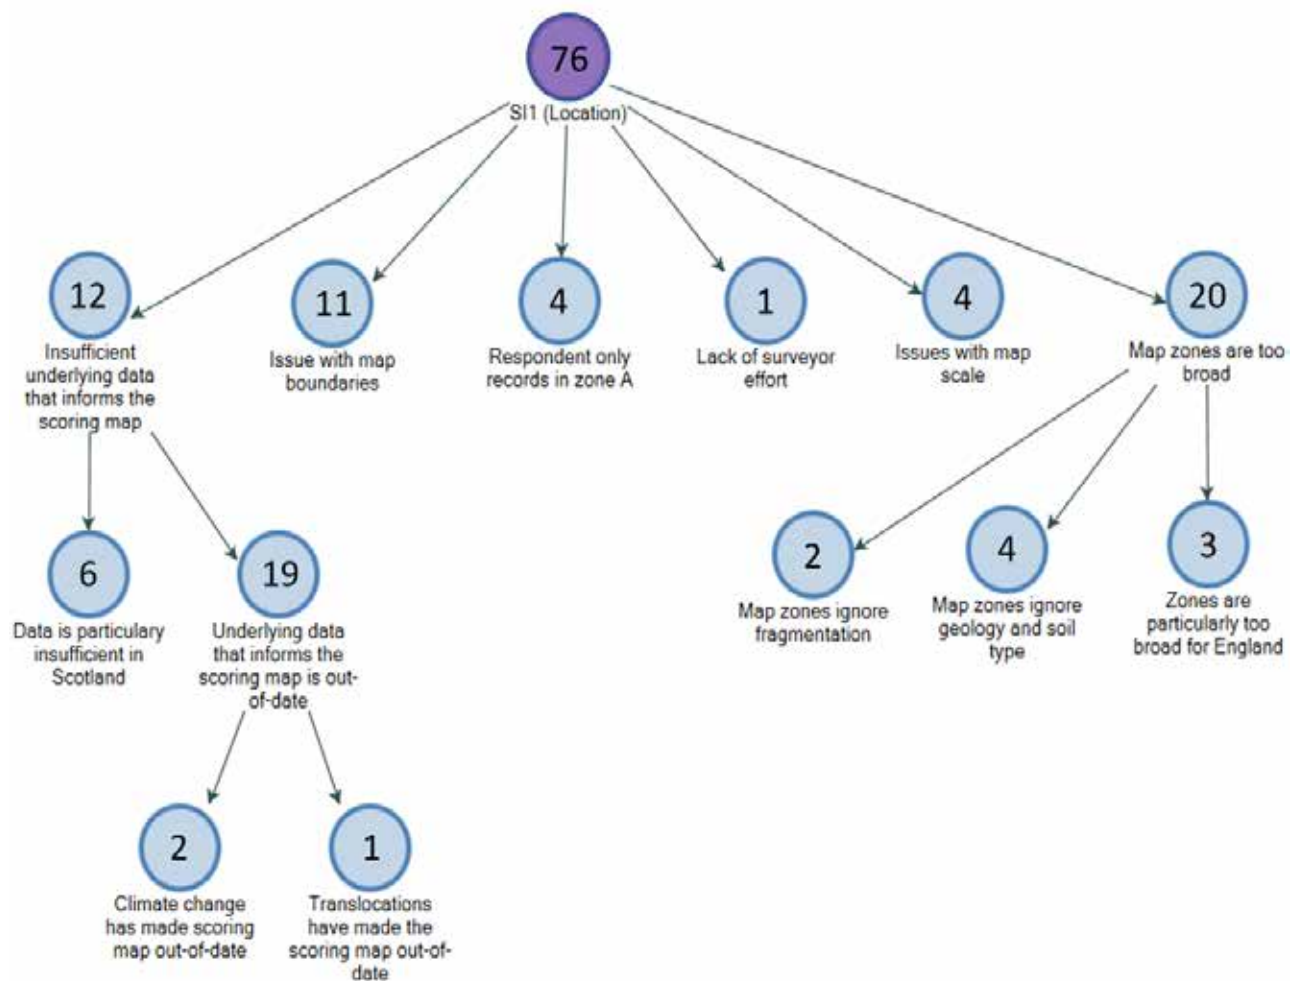 76
SI1 (Location)
12
Insufficient
underlying data
that informs the
scoring map
11
Issue with map
boundaries
4
Respondent only
records in zone A
1
Lack of surveyor
effort
4
Issues with map
scale
20
Map zones are too
broad
6
Data is particulary
insufficient in
Scotland
19
Underlying data
that informs the
scoring map is out-
of-date
2
Map zones ignore
fragmentation
4
Map zones ignore
geology and soil
type
3
Zones are
particularly too
broad for England
2
Climate change
has made scoring
map out-of-date
1
Translocations
have made the
scoring map out-of-
date